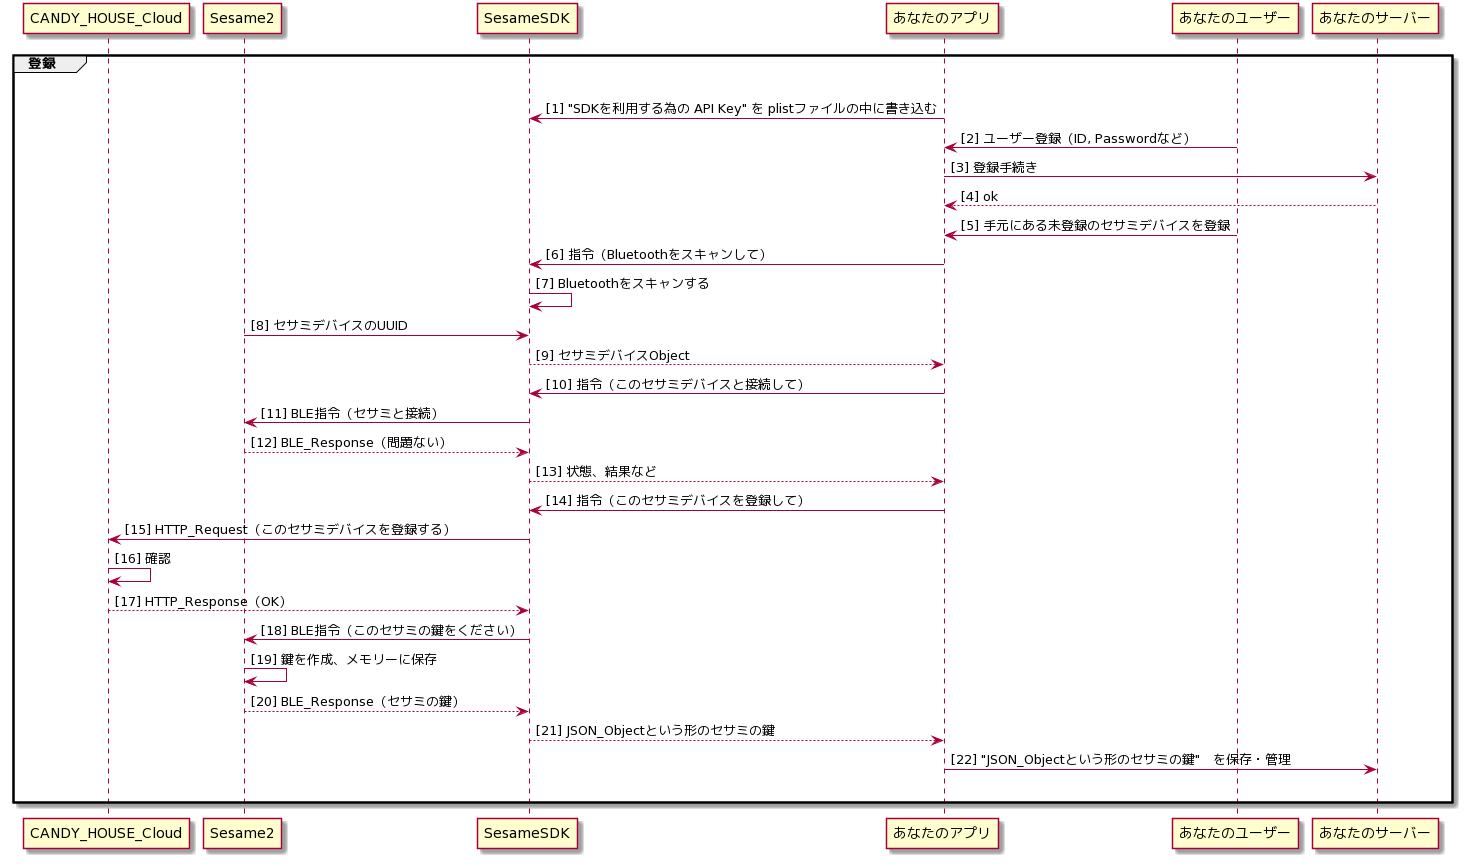 CANDY_HOUSE_Cloud
Sesame2
SesameSDK
あなたのアプリ
あなたのユーザー
あなたのサーバー
登録
[1] "SDKを利用する為の API Key" を plistファイルの中に書き込む
[2] ユーザー登録（ID, Passwordなど）
[3] 登録手続き
[4] ok
[5] 手元にある未登録のセサミデバイスを登録
[6] 指令（Bluetoothをスキャンして）
[7] Bluetoothをスキャンする
[8] セサミデバイスのUUID
[9] セサミデバイスObject
[10] 指令（このセサミデバイスと接続して）
[11] BLE指令（セサミと接続）
[12] BLE_Response（問題ない）
[13] 状態、結果など
[14] 指令（このセサミデバイスを登録して）
[15] HTTP_Request（このセサミデバイスを登録する）
[16] 確認
[17] HTTP_Response（OK）
[18] BLE指令（このセサミの鍵をください）
[19] 鍵を作成、メモリーに保存
[20] BLE_Response（セサミの鍵）
[21] JSON_Objectという形のセサミの鍵
[22] "JSON_Objectという形のセサミの鍵"　を保存・管理
CANDY_HOUSE_Cloud
Sesame2
SesameSDK
あなたのアプリ
あなたのユーザー
あなたのサーバー